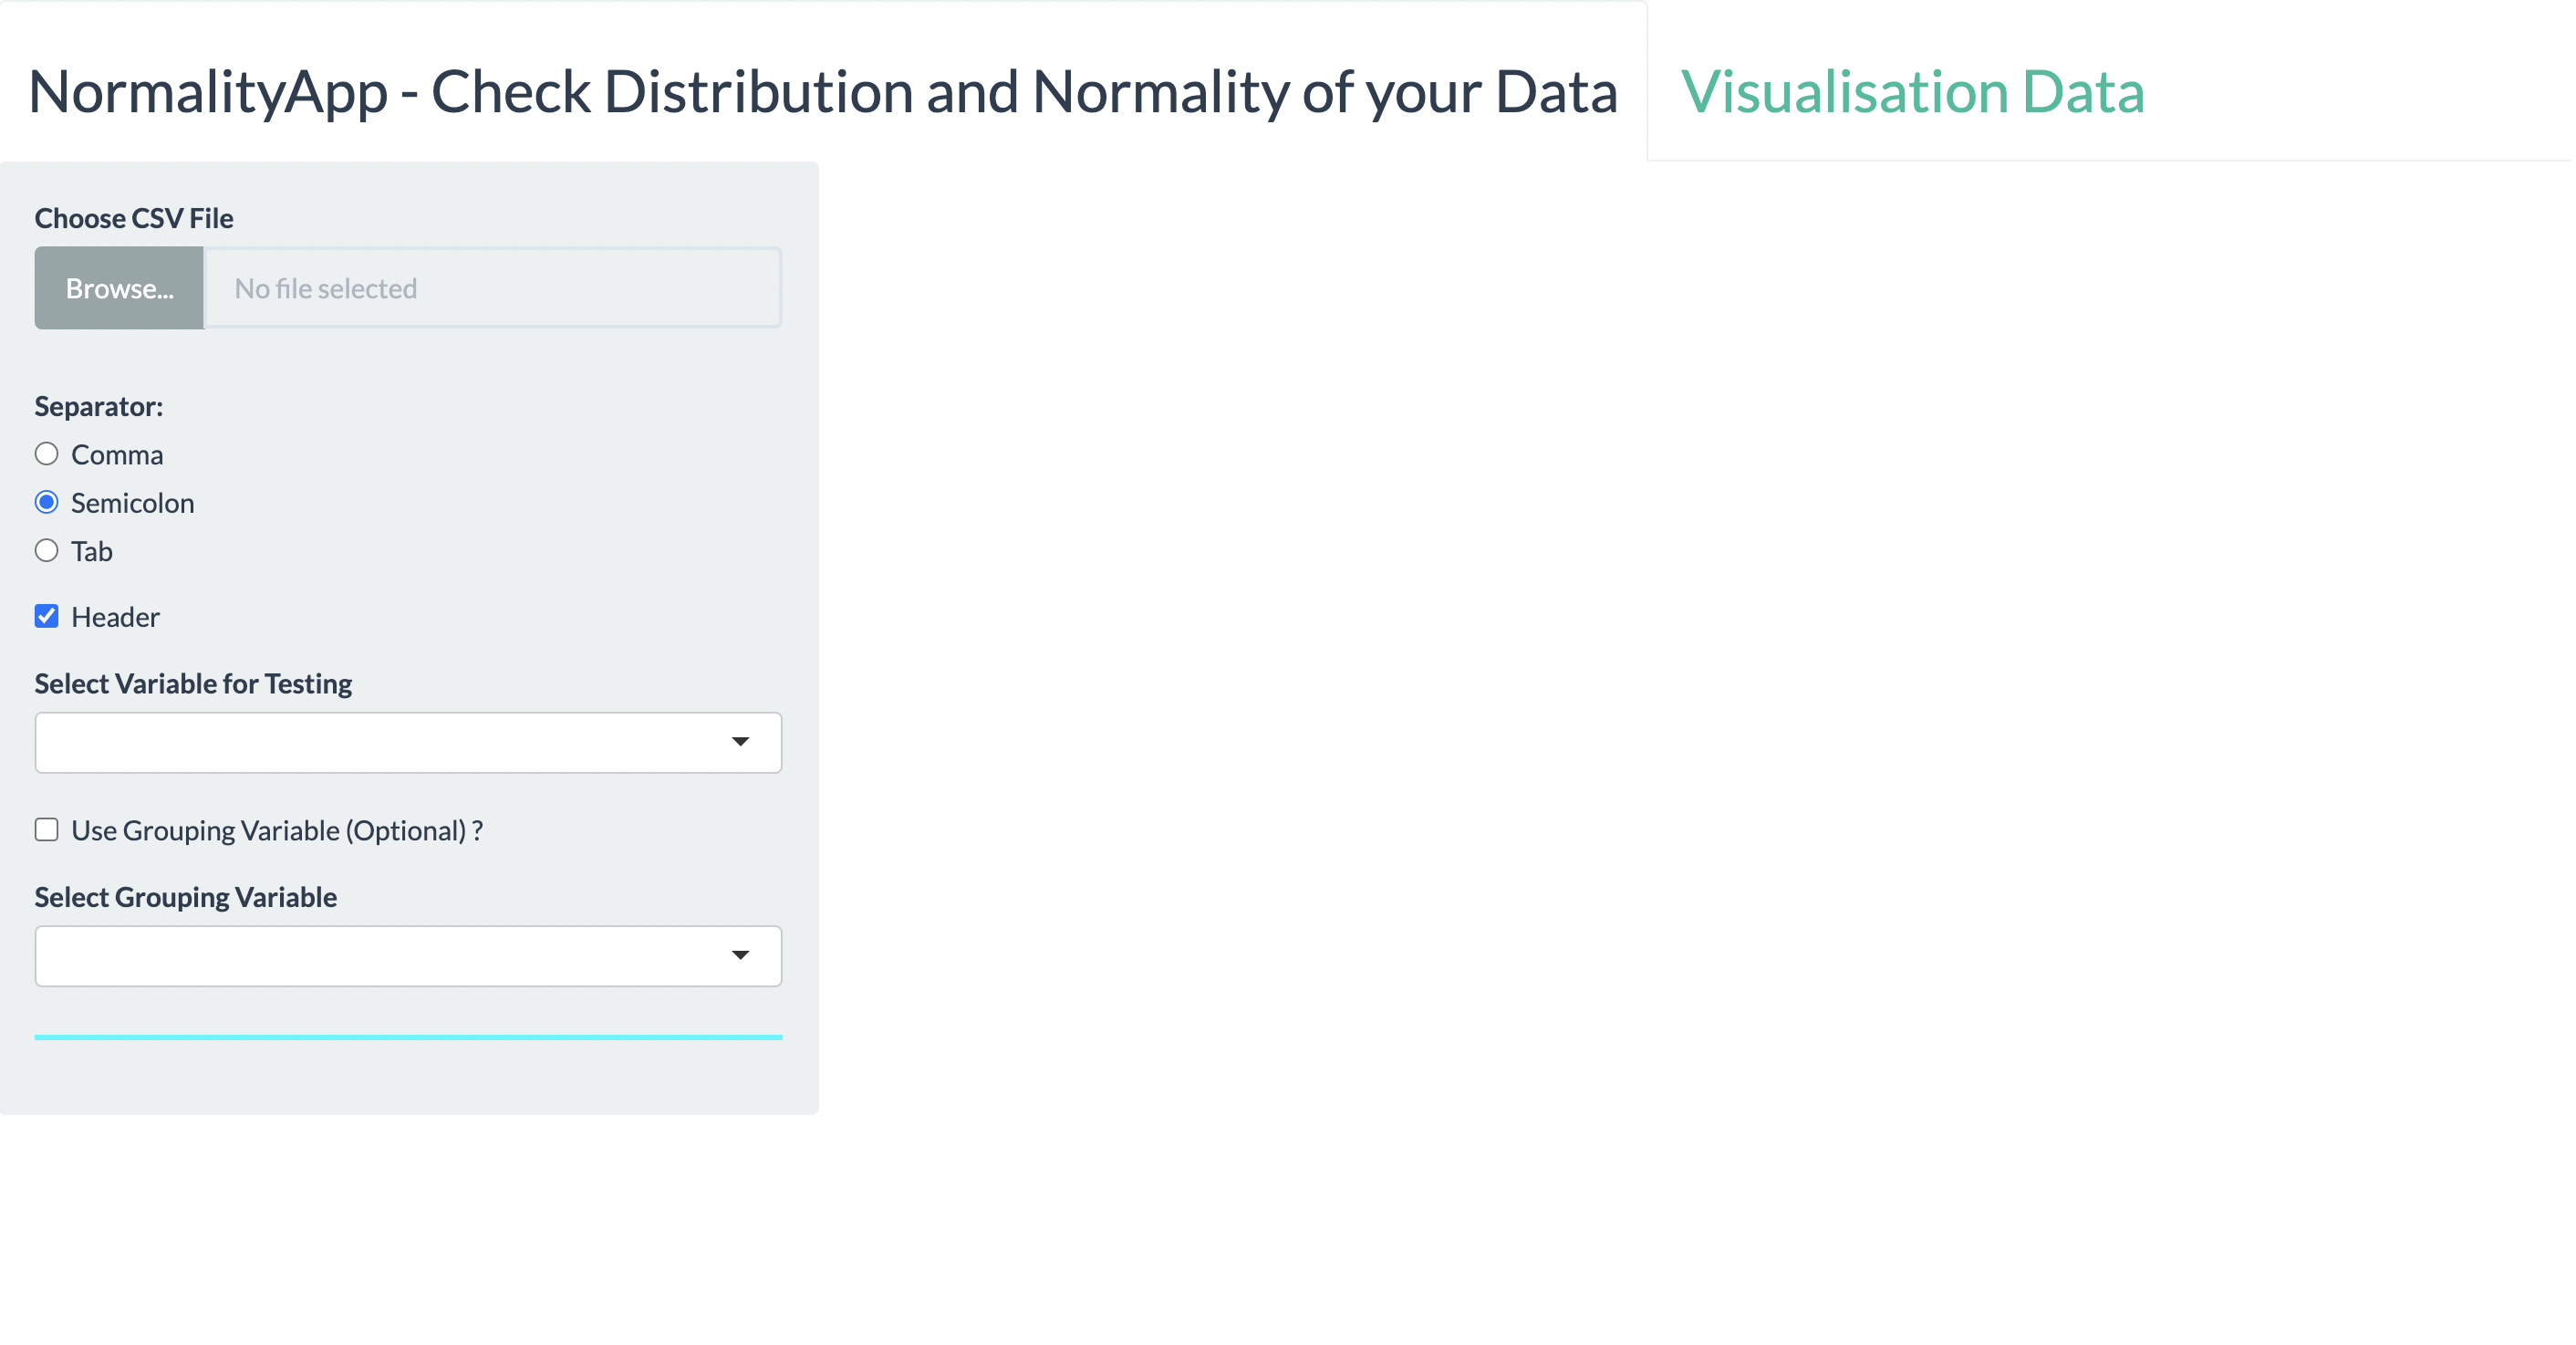 NormalityApp - Check Distribution and Normality of your Data
Visualisation Data
Choose CSV File
Browse...
No file selected
Separator:
Comma
Semicolon
Tab
Header
Select Variable for Testing
Use Grouping Variable (Optional) ?
Select Grouping Variable